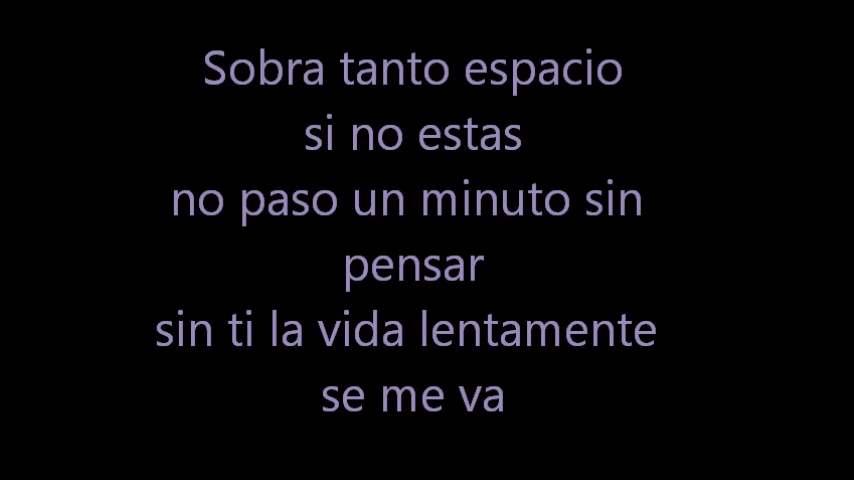 Sobra tanto espacio
si no estas
no paso un minuto sin
pensar
sin ti la vida lentamente
se me va